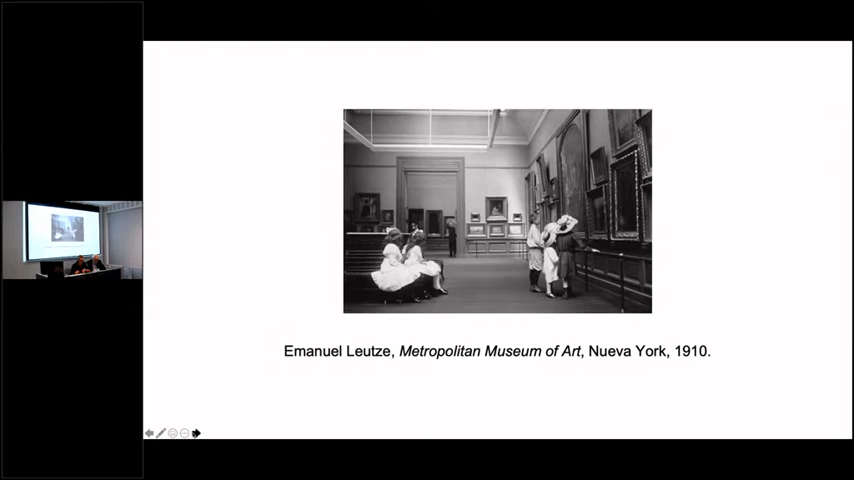 Emanuel Leutze, Metropolitan Museum of Art, Nueva York, 1910.